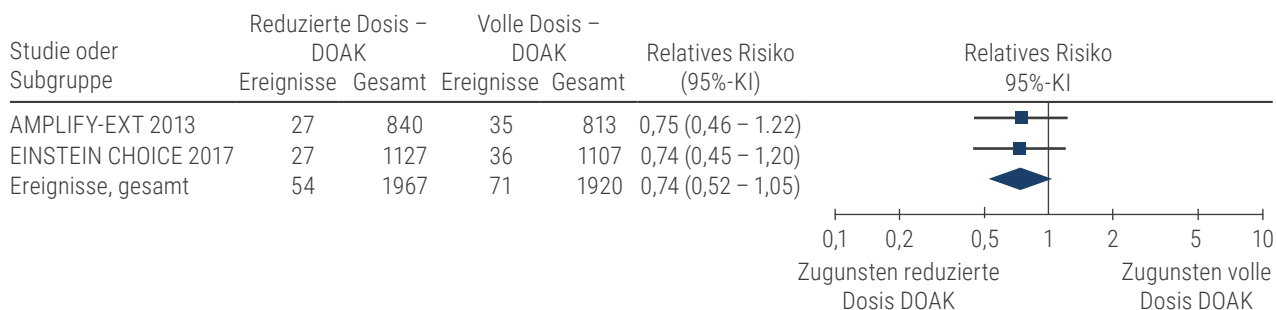 Reduzierte Dosis – Volle Dosis –
Studie oder DOAK DOAK Relatives Risiko Relatives Risiko
Subgruppe Ereignisse Gesamt Ereignisse Gesamt (95%-KI) 95%-KI
AMPLIFY-EXT 2013 27 840 35 813 0,75 (0,46 – 1.22)
EINSTEIN CHOICE 2017 27 1127 36 1107 0,74 (0,45 – 1,20)
Ereignisse, gesamt 54 1967 71 1920 0,74 (0,52 – 1,05)
0,1 0,2 0,5 1 2 5 10
Zugunsten reduzierte Zugunsten volle
Dosis DOAK Dosis DOAK